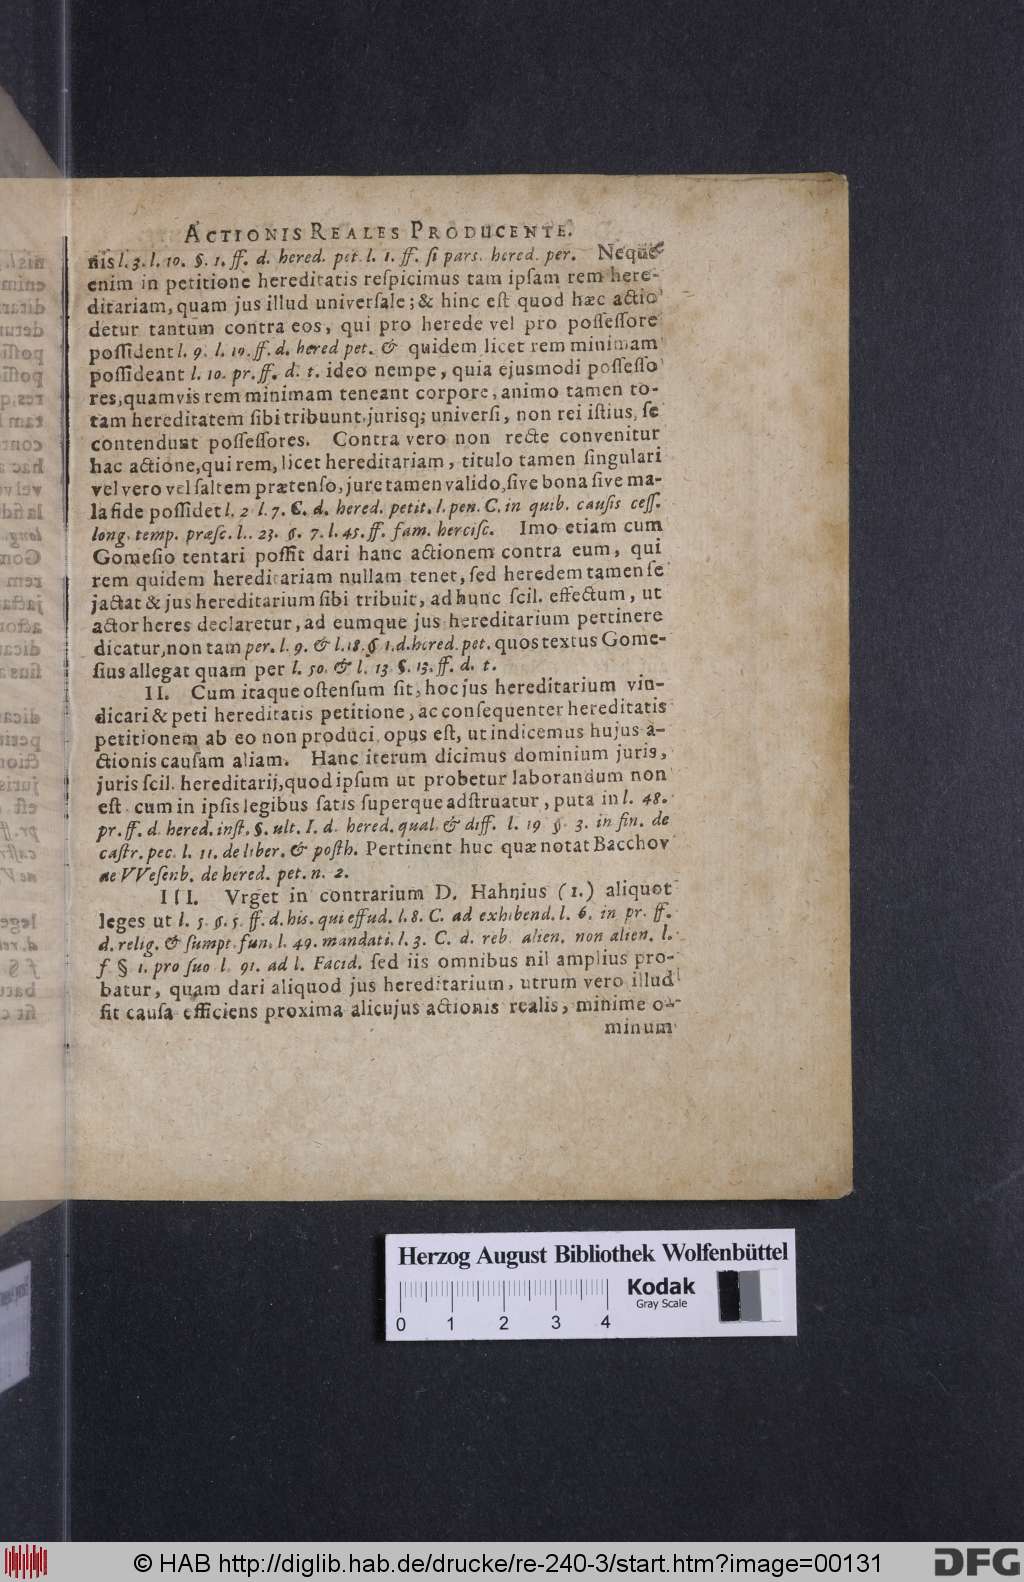 ACTIONIS REALES PRODUCENTE.
nis l. 3. l. 10. §. 1. ff. d. hered. pet. l. 1. ff. ſi pars. hered. per. Neque
enim in petitione hereditatis reſpicimus tam ipſam rem here-
ditariam, quam jus illud univerſale; & hinc eſt quod hæc actio
detur tantum contra eos, qui pro herede vel pro poſſeſſore
poſſident l. 9. l. 19. ff. d. hered pet. & quidem licet rem minimam
poſſideant l. 10. pr. ff. d. t. ideo nempe, quia ejusmodi poſſeſſo
res, quamvis rem minimam teneant corpore, animo tamen to-
tam hereditatem ſibi tribuunt, jurisq; univerſi, non rei iſtius, ſe
contendunt poſſeſſores. Contra vero non recte convenitur
hac actione, qui rem, licet hereditariam, titulo tamen ſingulari
vel vero vel ſaltem prætenſo, jure tamen valido, ſive bona ſive ma-
la fide poſſidet l. 2 l. 7. C. d. hered. petit. l. pen. C. in quib. cauſis ceſſ.
long. temp. præſc. l.. 23. §. 7. l. 45. ff. fam. herciſc. Imo etiam cum
Gomeſio tentari poſſit dari hanc actionem contra eum, qui
rem quidem hereditariam nullam tenet, ſed heredem tamen ſe
jactat & jus hereditarium ſibi tribuit, ad hunc ſcil. effectum, ut
actor heres declaretur, ad eumque jus hereditarium pertinere
dicatur, non tam per. l. 9. & l. 18. § 1. d. hered. pet. quos textus Gome-
ſius allegat quam per l. 50. & l. 13 §. 13. ff. d. t.
II. Cum itaque oſtenſum ſit, hoc jus hereditarium vin-
dicari & peti hereditatis petitione, ac conſequenter hereditatis
petitionem ab eo non produci, opus eſt, ut indicemus hujus a-
ctionis cauſam aliam. Hanc iterum dicimus dominium juris,
juris ſcil. hereditarij, quod ipſum ut probetur laborandum non
eſt cum in ipſis legibus ſatis ſuperque adſtruatur, puta in l. 48.
pr. ff. d. hered. inſt. §. ult. I. d. hered. qual. & diff. l. 19 §. 3. in fin. de
caſtr. pec. l. 11. de liber. & poſth. Pertinent huc quæ notat Bacchov
de VVeſenb. de hered. pet. n. 2.
III. Vrget in contrarium D. Hahnius (1.) aliquot
leges ut l. 5. §. 5. ff. d. his. qui effud. l. 8. C. ad exhibend. l. 6. in pr. ff.
d. relig. & ſumpt. fun. l. 49. mandati. l. 3. C. d. reb. alien. non alien. l.
f § 1. pro ſuo l. 91. ad l. Facid. ſed iis omnibus nil amplius pro-
batur, quam dari aliquod jus hereditarium, utrum vero illud
ſit cauſa efficiens proxima alicujus actionis realis, minime o-
minum
Herzog August Bibliothek Wolfenbüttel
Kodak
Gray Scale
0 1 2 3 4
© HAB http://diglib.hab.de/drucke/re-240-3/start.htm?image=00131
DFG